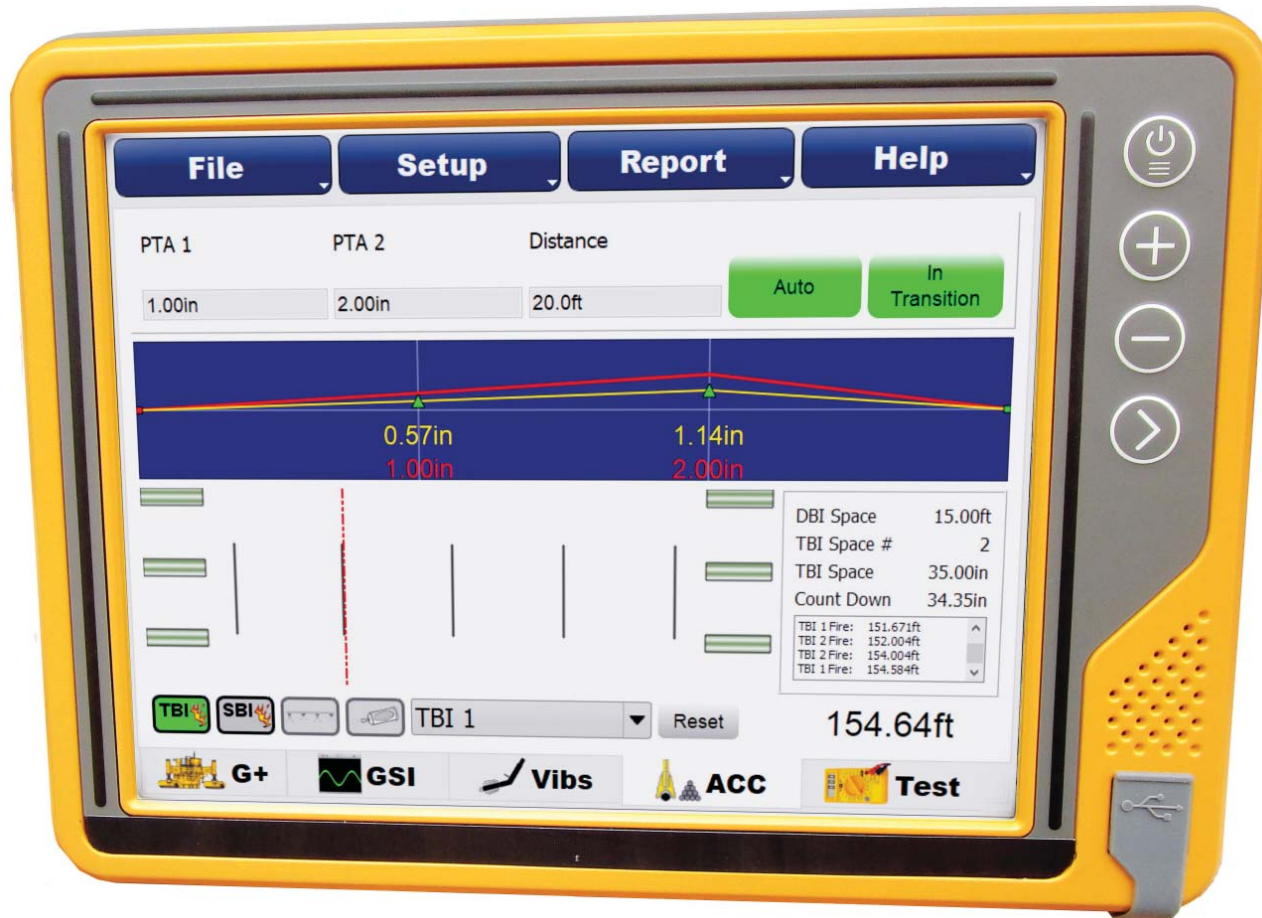 File Setup Report Help
PTA 1 PTA 2 Distance
Auto
In
Transition
1.00in 2.00in 20.0ft
0.57in 1.14in
1.00in 2.00in
DBI Space 15.00ft
TBI Space # 2
TBI Space 35.00in
Count Down 34.35in
TBI 1 Fire: 151.671ft
TBI 2 Fire: 152.004ft
TBI 2 Fire: 154.004ft
TBI 1 Fire: 154.584ft
TBI SBI TBI 1 Reset 154.64ft
G+ GSI Vibs ACC Test